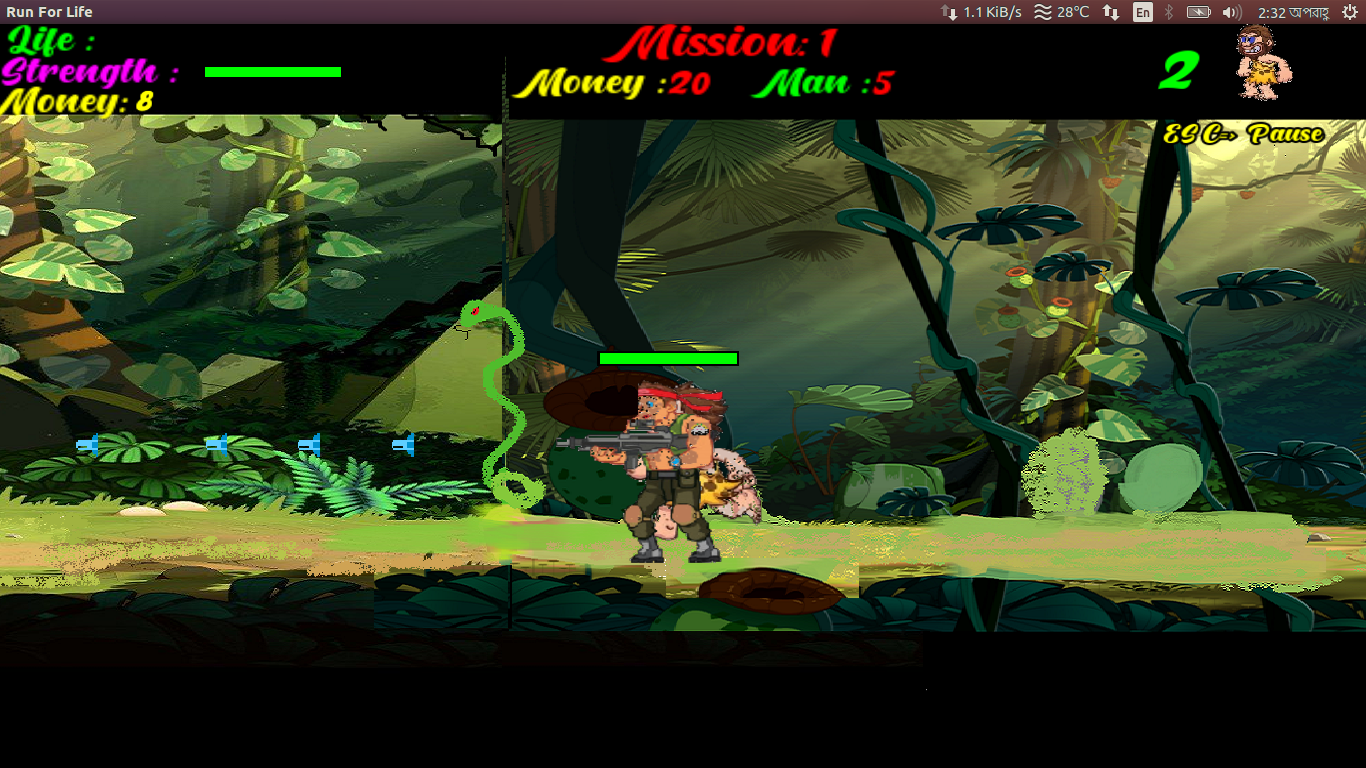 Run For Life
1.1 KiB/s 28℃ En 2:32 অপরাহ্ণ
Life :
Strength :
Money: 8
Mission: 1
Money :20 Man :5
2
ESC=> Pause